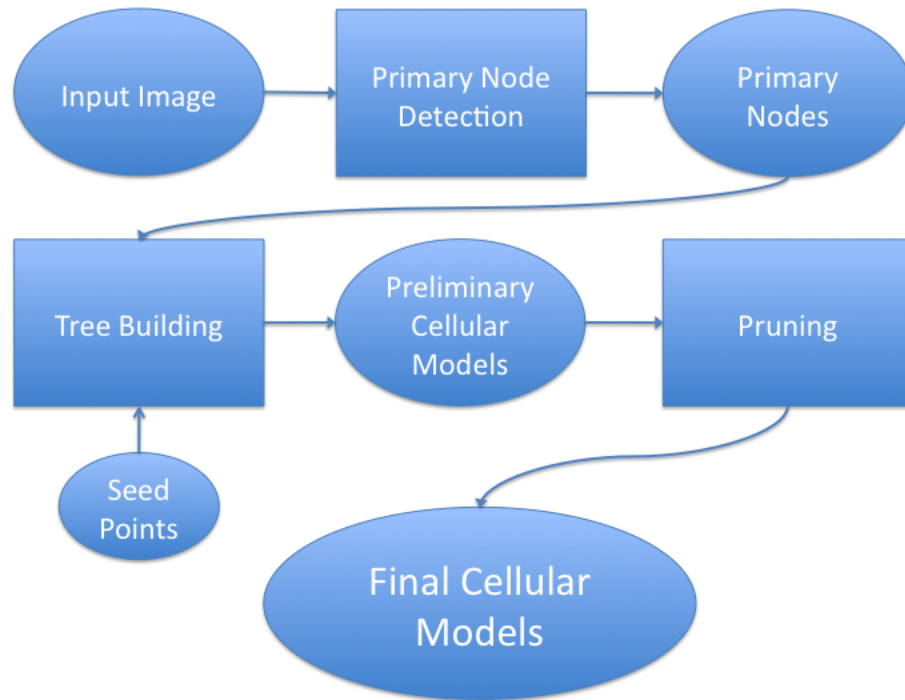 Input Image
Primary Node
Detection
Primary
Nodes
Tree Building
Preliminary
Cellular
Models
Pruning
Seed
Points
Final Cellular
Models